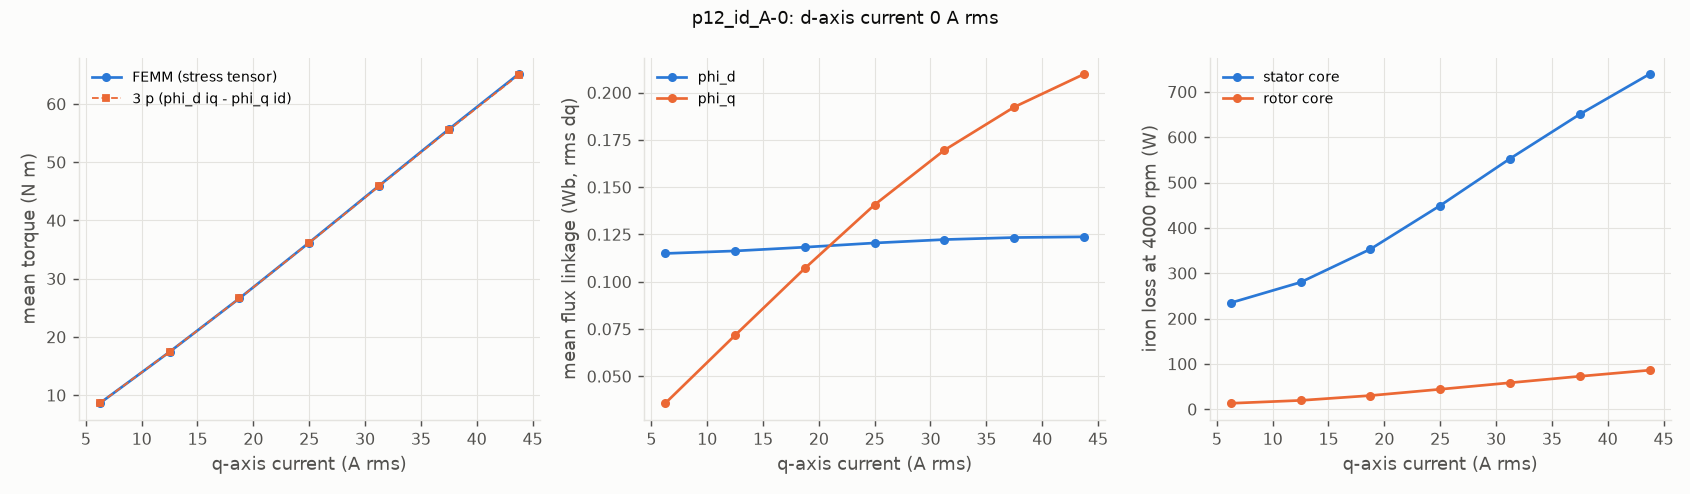 p12_id_A-0: d-axis current 0 A rms
mean torque (N m)
60
50
40
30
20
10
FEMM (stress tensor)
3 p (phi_d iq - phi_q id)
5 10 15 20 25 30 35 40 45
q-axis current (A rms)
mean flux linkage (Wb, rms dq)
0.200
0.175
0.150
0.125
0.100
0.075
0.050
phi_d
phi_q
5 10 15 20 25 30 35 40 45
q-axis current (A rms)
iron loss at 4000 rpm (W)
700
600
500
400
300
200
100
0
stator core
rotor core
5 10 15 20 25 30 35 40 45
q-axis current (A rms)